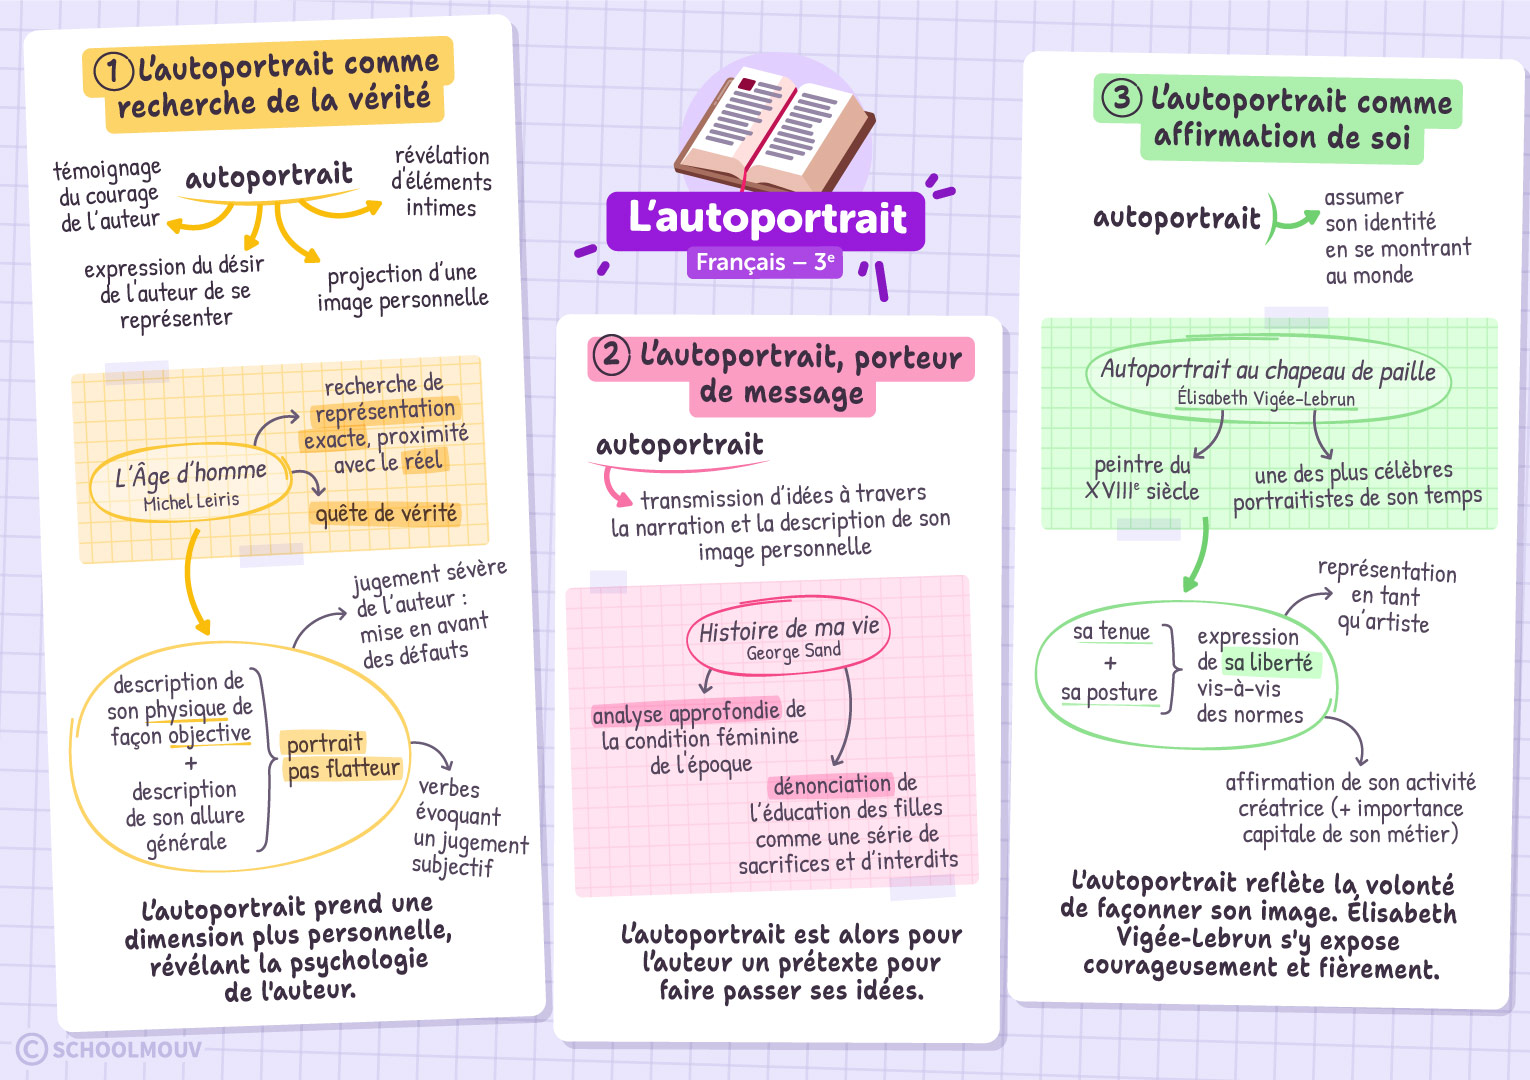 ① L'autoportrait comme
recherche de la vérité
autoportrait
témoignage
du courage
de l'auteur
expression du désir
de l'auteur de se
représenter
projection d'une
image personnelle
révélation
d'éléments
intimes
L'Âge d'homme
Michel Leiris
recherche de
représentation
exacte, proximité
avec le réel
quête de vérité
jugement sévère
de l'auteur :
mise en avant
des défauts
description de
son physique de
façon objective
+
description
de son allure
générale
portrait
pas flatteur
verbes
évoquant
un jugement
subjectif
L'autoportrait prend une
dimension plus personnelle,
révélant la psychologie
de l'auteur.
L'autoportrait
Français – 3e
② L'autoportrait, porteur
de message
autoportrait
transmission d'idées à travers
la narration et la description de son
image personnelle
Histoire de ma vie
George Sand
analyse approfondie de
la condition féminine
de l'époque
dénonciation de
l'éducation des filles
comme une série de
sacrifices et d'interdits
L'autoportrait est alors pour
l'auteur un prétexte pour
faire passer ses idées.
③ L'autoportrait comme
affirmation de soi
autoportrait
assumer
son identité
en se montrant
au monde
Autoportrait au chapeau de paille
Élisabeth Vigée-Lebrun
peintre du
XVIIIe siècle
une des plus célèbres
portraitistes de son temps
représentation
en tant
qu'artiste
sa tenue
+
sa posture
expression
de sa liberté
vis-à-vis
des normes
affirmation de son activité
créatrice (+ importance
capitale de son métier)
L'autoportrait reflète la volonté
de façonner son image. Élisabeth
Vigée-Lebrun s'y expose
courageusement et fièrement.
© SCHOOLMOUV